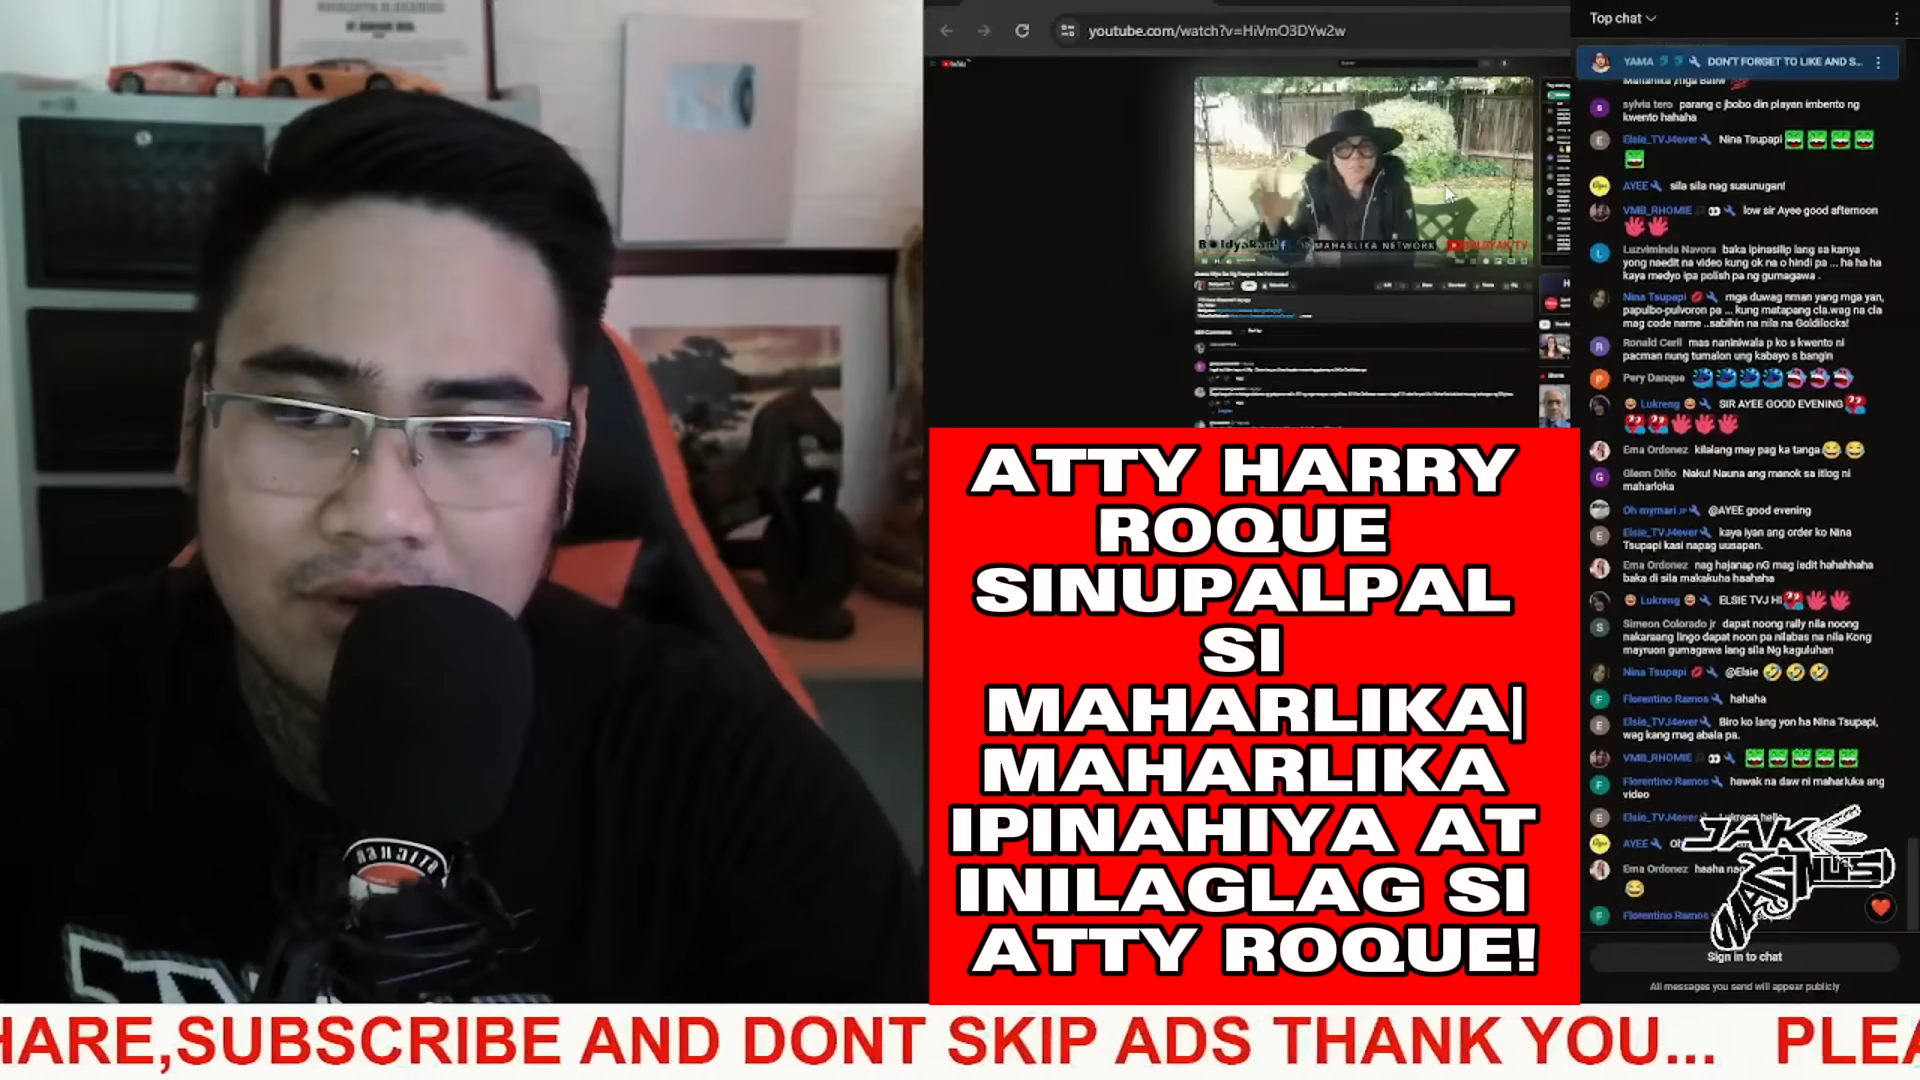 youtube.com/watch?v=HiVmO3DYw2w
MAHARLIKA NETWORK
ATTY HARRY
ROQUE
SINUPALPAL
SI
MAHARLIKA|
MAHARLIKA
IPINAHIYA AT
INILAGLAG SI
ATTY ROQUE!
Top chat
YAMA DON'T FORGET TO LIKE AND S...
sylvia tero parang c jbobo din playan imbento ng
kwento hahaha
Elsie_TVJ4ever Nina Tsupapi
AYEE sila sila nag susunugan!
VMB_RHOMIE low sir Ayee good afternoon
Luzviminda Navora baka ipinasilip lang sa kanya
yong naedit na video kung ok na o hindi pa ... ha ha ha
kaya medyo ipa polish pa ng gumagawa .
Nina Tsupapi mga duwag nman yang mga yan,
papulbo-pulvoron pa ... kung matapang cla.wag na cla
mag code name ..sabihin na nila na Goldilocks!
Ronald Ceril mas naniniwala p ko s kwento ni
pacman nung tumalon ung kabayo s bangin
Pery Danque
Lukreng SIR AYEE GOOD EVENING
Ema Ordonez kilalang may pag ka tanga
Glenn Diño Naku! Nauna ang manok sa itlog ni
maharloka
Oh mymari @AYEE good evening
Elsie_TVJ4ever kaya iyan ang order ko Nina
Tsupapi kasi napag uusapan.
Ema Ordonez nag hajanap nG mag iedit hahahhaha
baka di sila makakuha haahaha
Lukreng ELSIE TVJ HI
Simeon Colorado jr dapat noong rally nila noong
nakaraang lingo dapat noon pa nilabas na nila Kong
mayruon gumagawa lang sila Ng kaguluhan
Nina Tsupapi @Elsie
Florentino Ramos hahaha
Elsie_TVJ4ever Biro ko lang yon ha Nina Tsupapi,
wag kang mag abala pa.
VMB_RHOMIE
Florentino Ramos hawak na daw ni maharluka ang
video
Elsie_TVJ4ever Lukreng hello
AYEE
Ema Ordonez haaha
Florentino Ramos
JAKE
Sign in to chat
All messages you send will appear publicly
HARE,SUBSCRIBE AND DONT SKIP ADS THANK YOU... PLEA